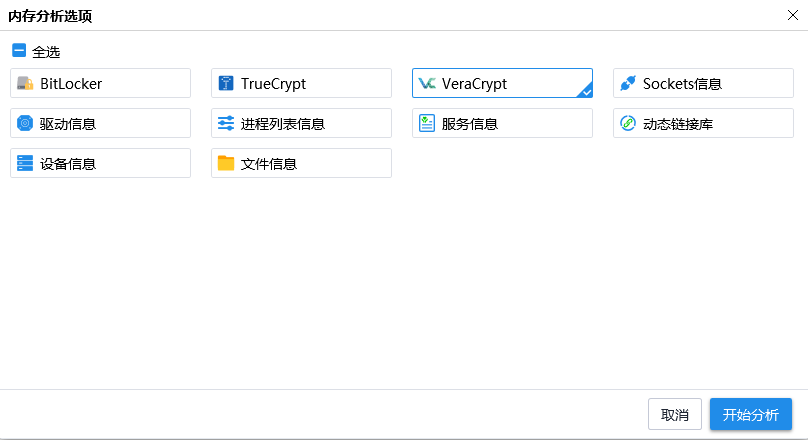 内存分析选项
全选
BitLocker TrueCrypt VeraCrypt Sockets信息
驱动信息 进程列表信息 服务信息 动态链接库
设备信息 文件信息
取消 开始分析